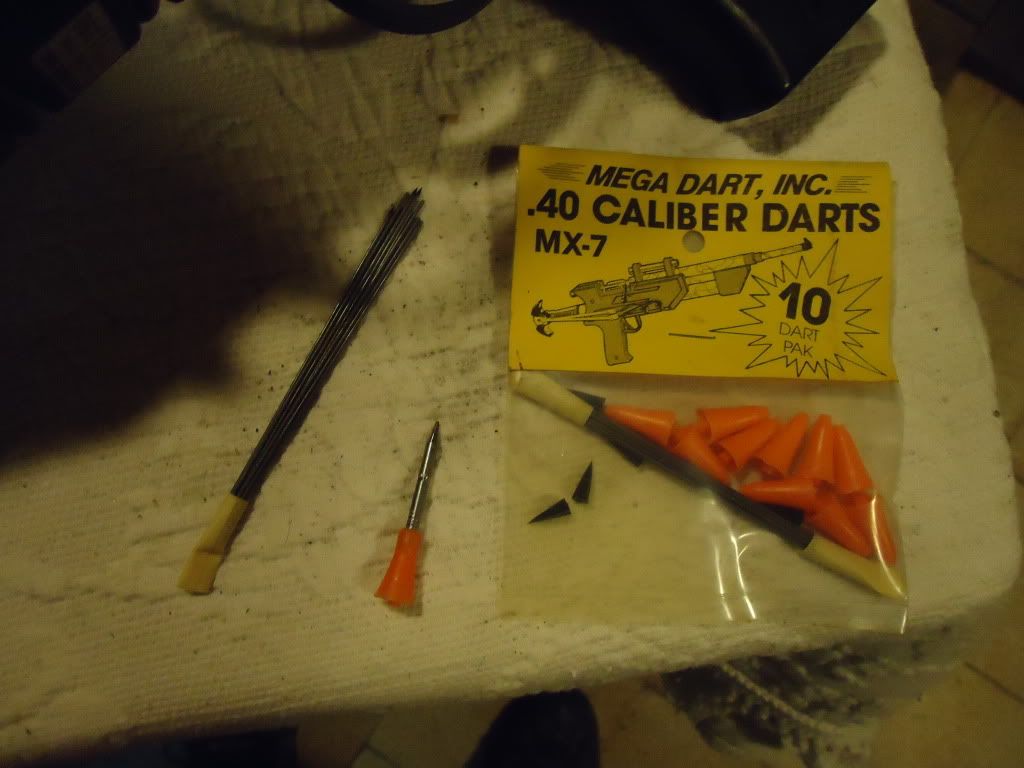 MEGA DART, INC.
.40 CALIBER DARTS
MX-7
10
DART
PAK